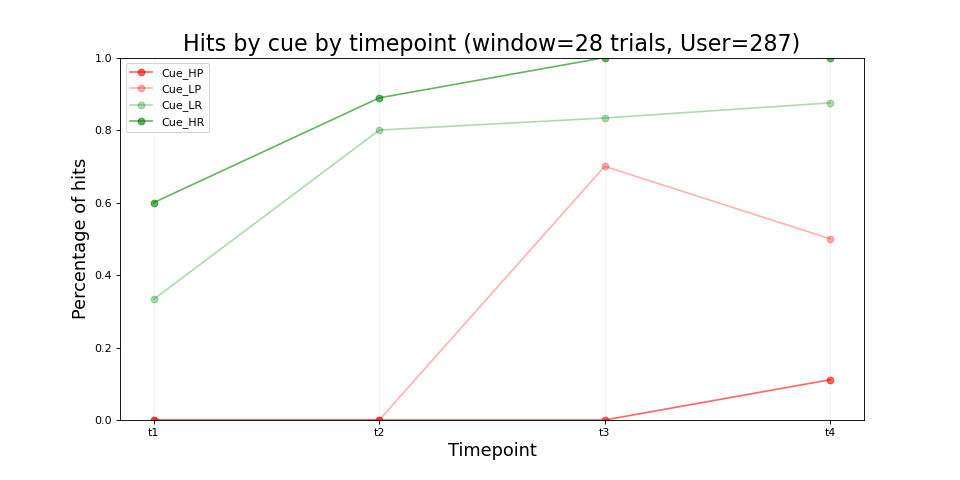 Hits by cue by timepoint (window=28 trials, User=287)
Percentage of hits
1.0
0.8
0.6
0.4
0.2
0.0
Cue_HP
Cue_LP
Cue_LR
Cue_HR
t1
t2
t3
t4
Timepoint